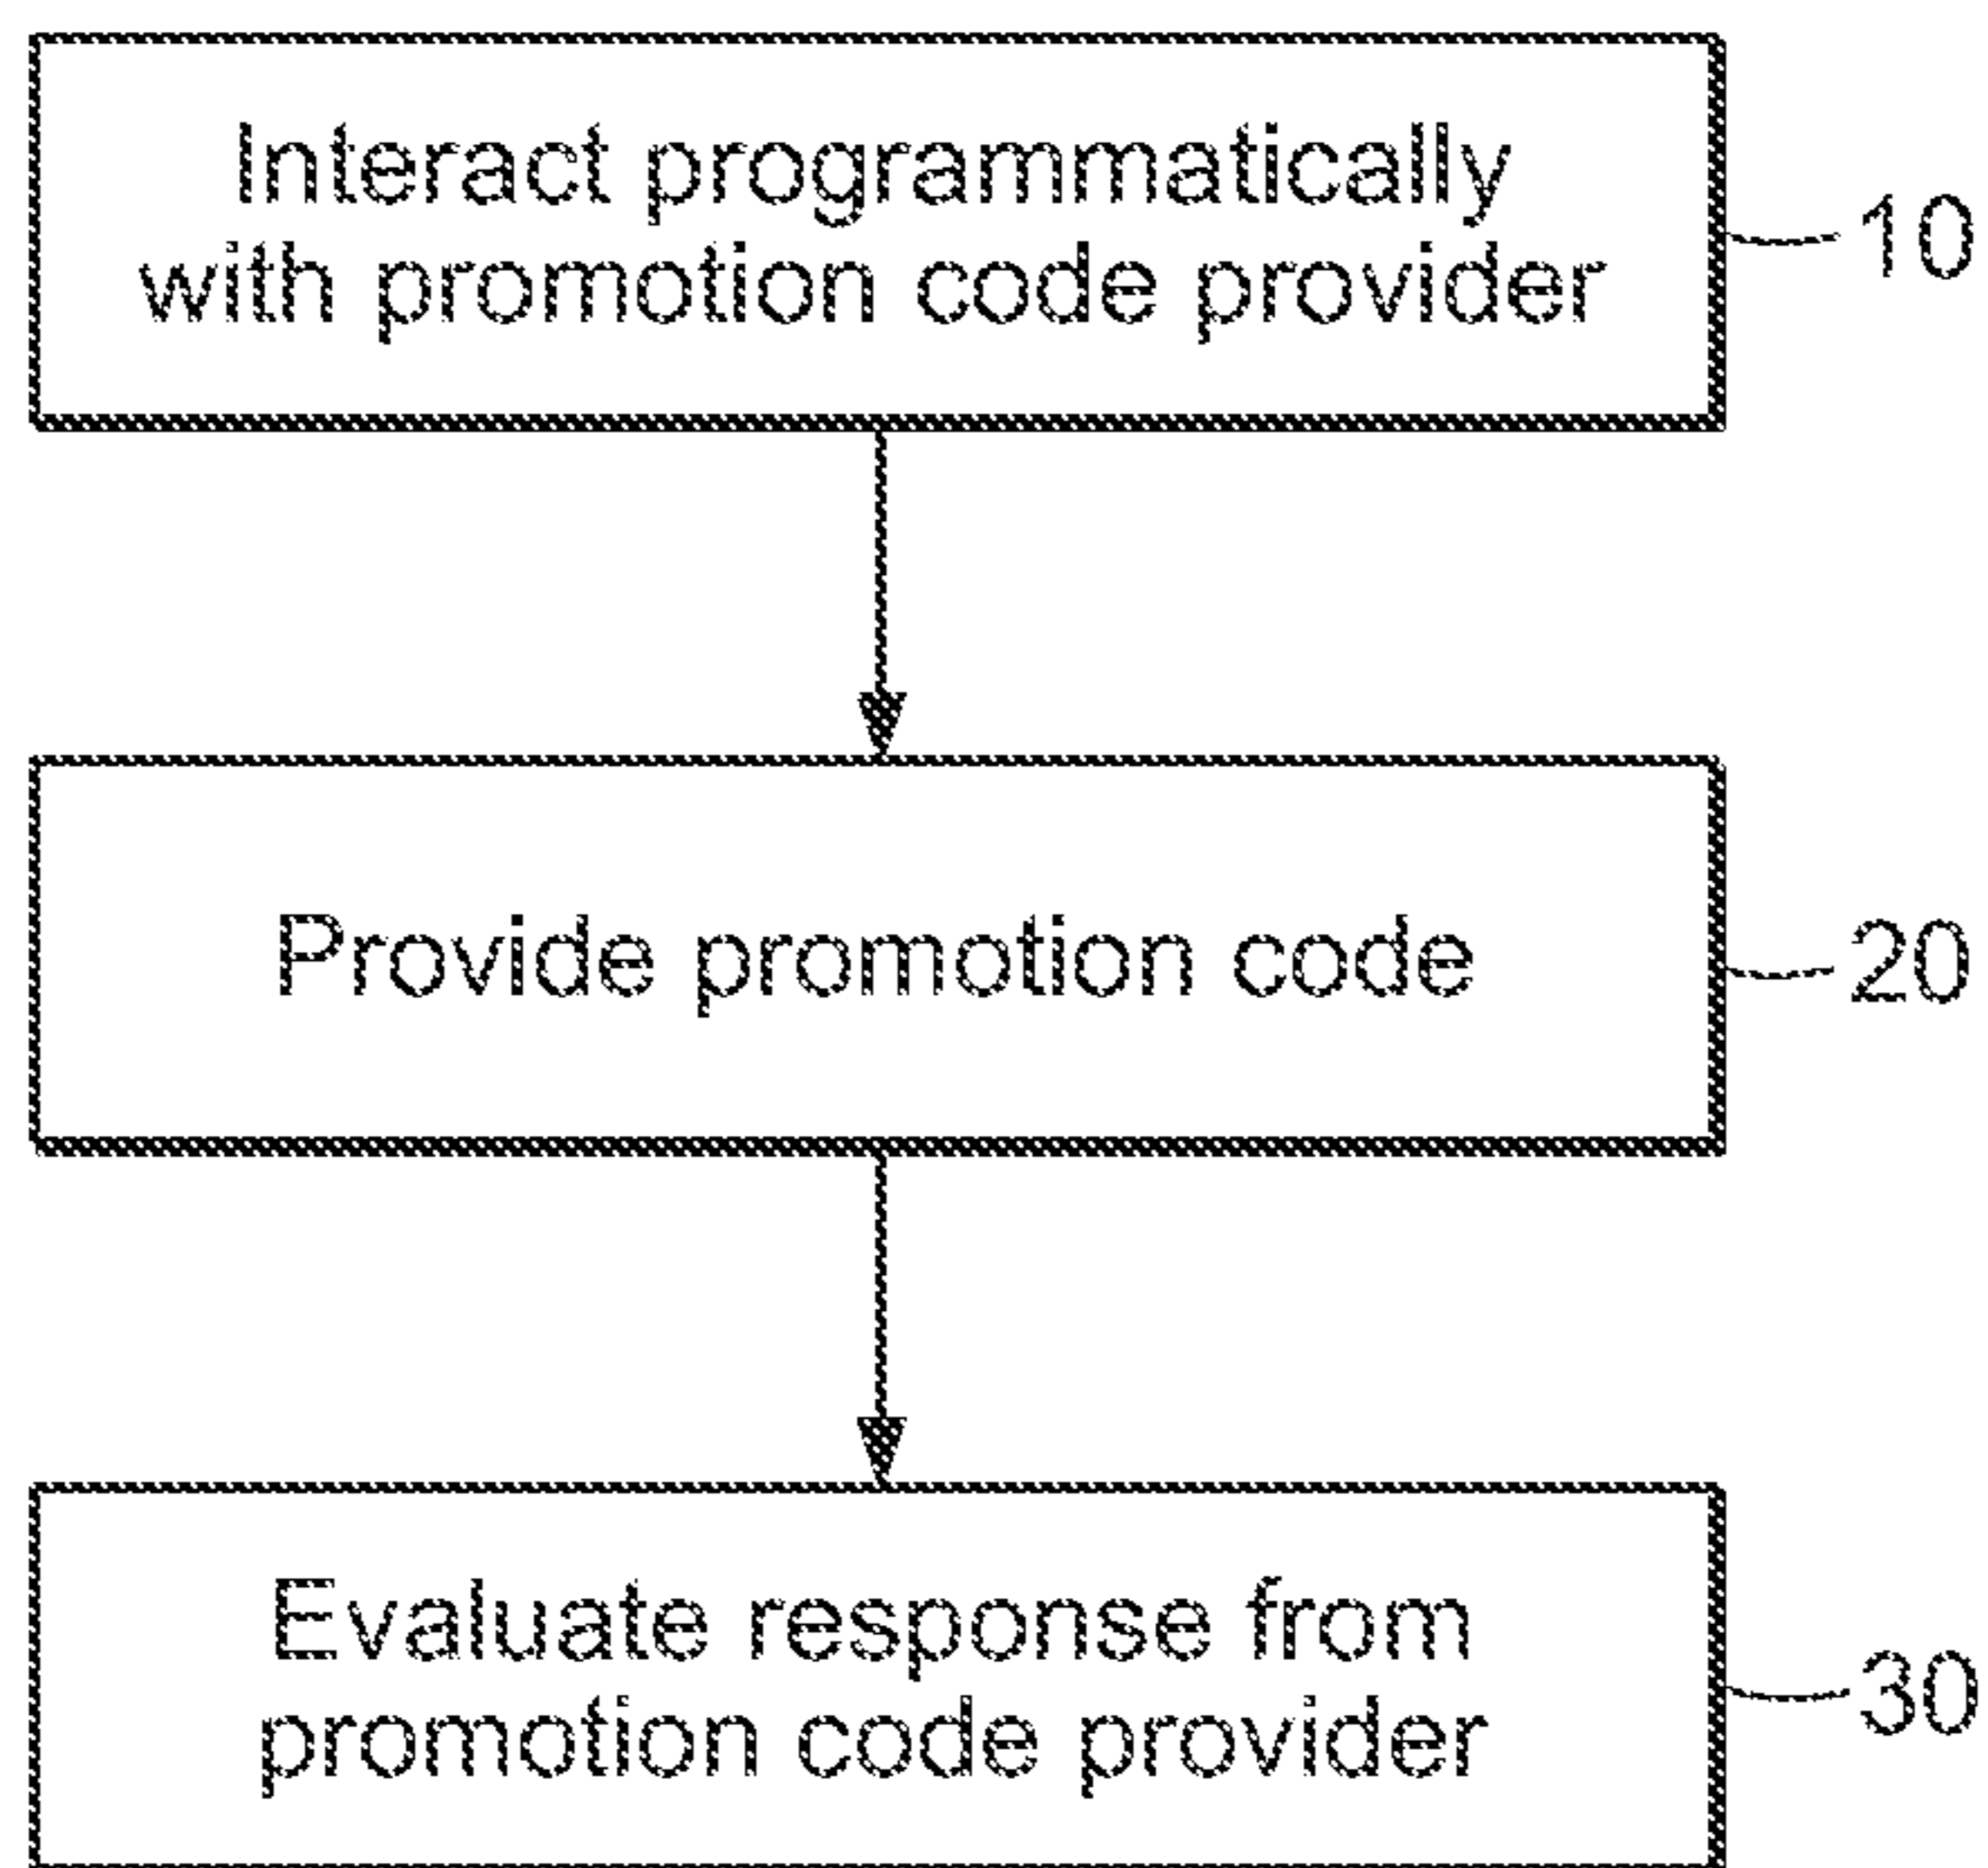 Interact programmatically
with promotion code provider
10
Provide promotion code
20
Evaluate response from
promotion code provider
30